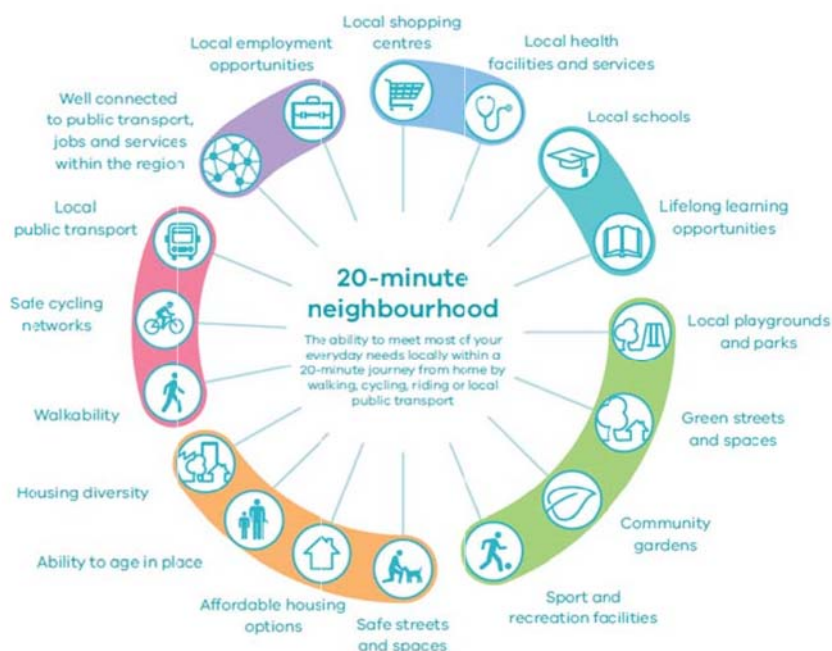 Local shopping
centres
Local health
facilities and services
Local schools
Lifelong learning
opportunities
Local playgrounds
and parks
Green streets
and spaces
Community
gardens
Sport and
recreation facilities
Safe streets
and spaces
Affordable housing
options
Ability to age in place
Housing diversity
Walkability
Safe cycling
networks
Local
public transport
Well connected
to public transport,
jobs and services
within the region
Local employment
opportunities
20-minute
neighbourhood
The ability to meet most of your
everyday needs locally within a
20-minute journey from home by
walking, cycling, riding or local
public transport